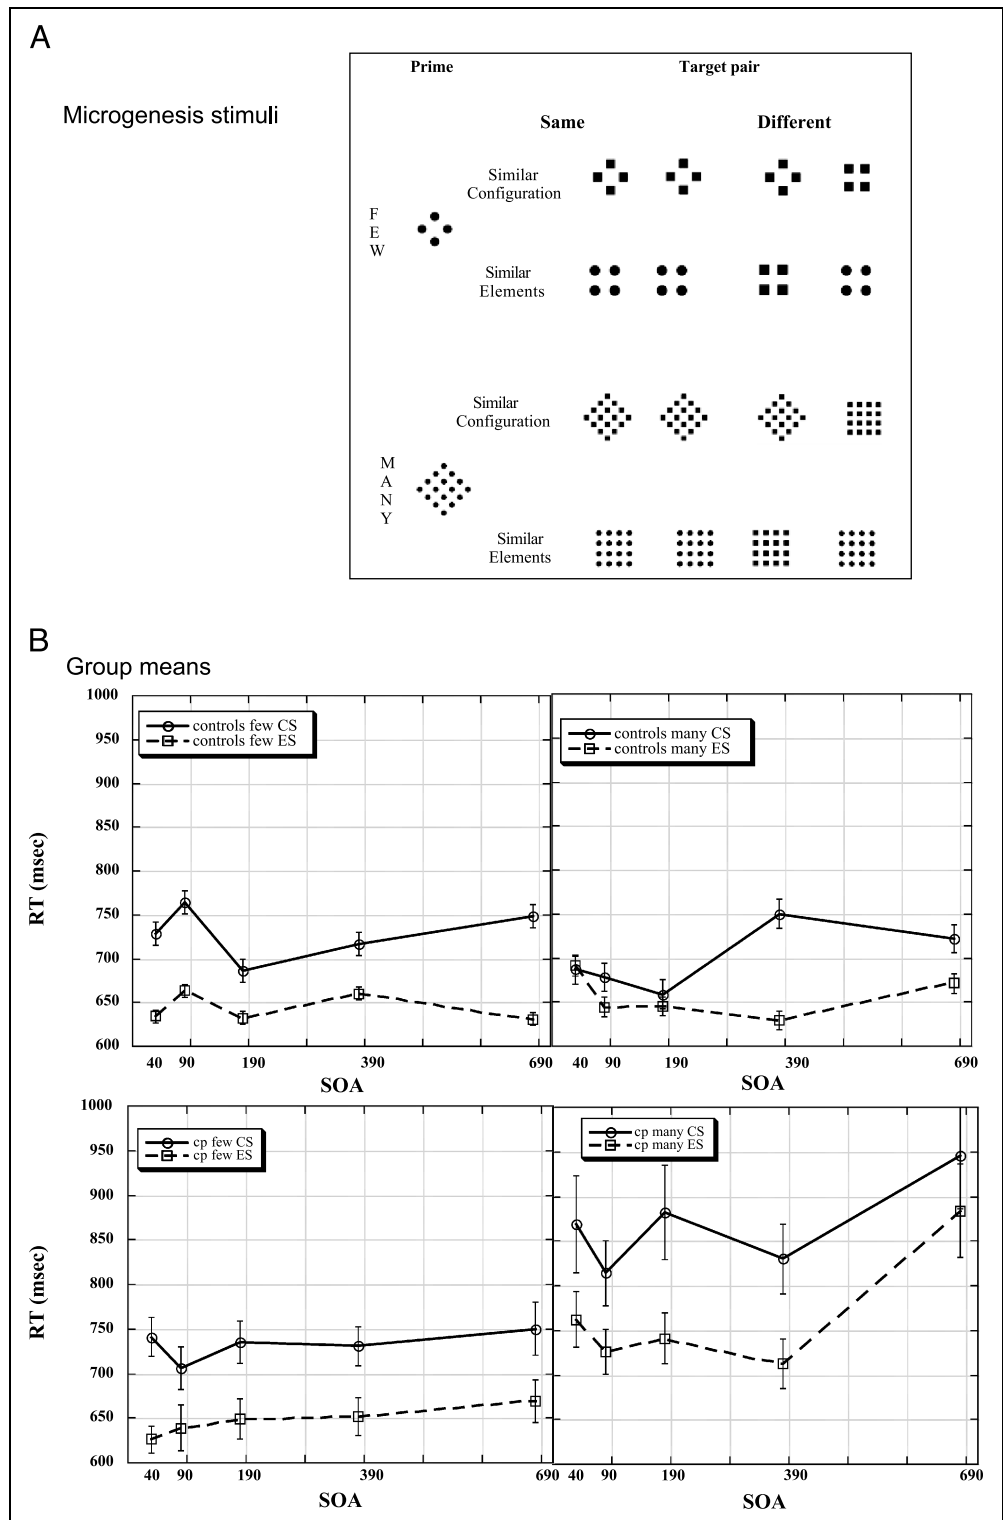 A
Microgenesis stimuli
Prime
Target pair
Same
Different
Similar
Configuration
F
E
W
Similar
Elements
Similar
Configuration
M
A
N
Y
Similar
Elements
B
Group means
1000
950
900
850
800
750
700
650
600
RT (msec)
controls few CS
controls few ES
40 90 190 390 690
SOA
controls many CS
controls many ES
40 90 190 390 690
SOA
1000
950
900
850
800
750
700
650
600
RT (msec)
cp few CS
cp few ES
40 90 190 390 690
SOA
cp many CS
cp many ES
40 90 190 390 690
SOA